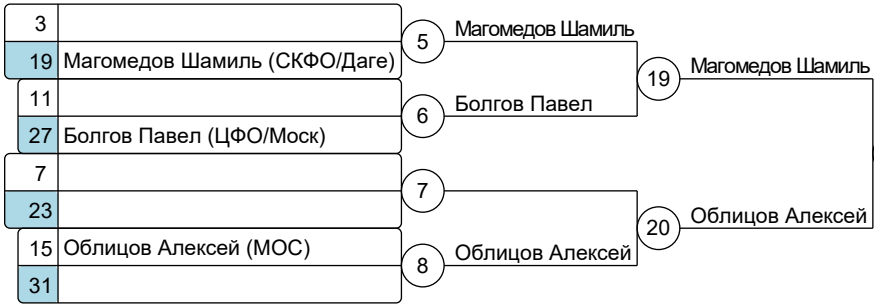 3
19 Магомедов Шамиль (СКФО/Даге)
5
Магомедов Шамиль
11
27 Болгов Павел (ЦФО/Моск)
6
Болгов Павел
19
Магомедов Шамиль
7
23
7
15 Облицов Алексей (МОС)
31
8
Облицов Алексей
20
Облицов Алексей